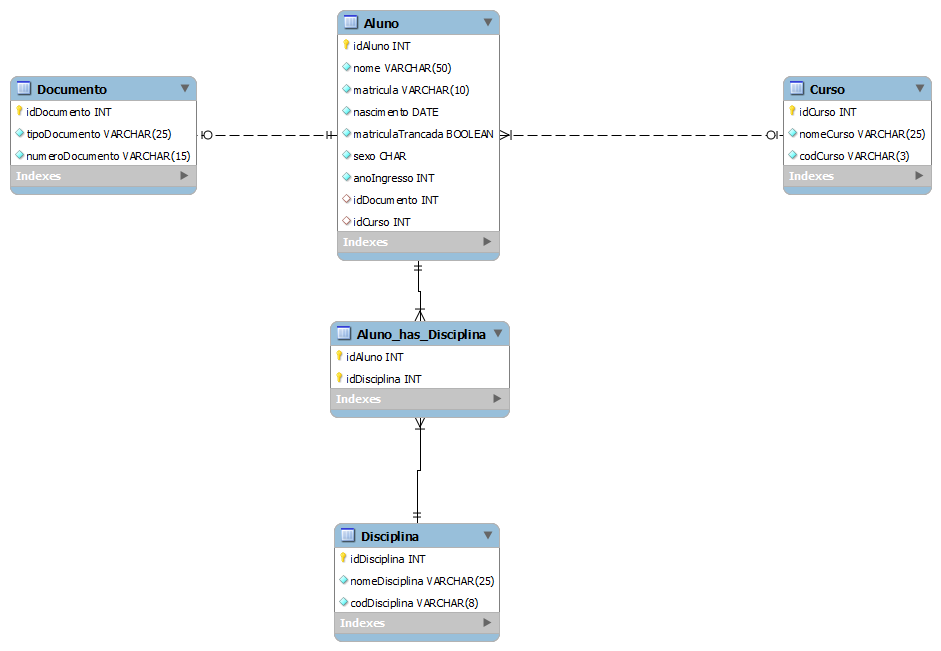 Aluno
idAluno INT
nome VARCHAR(50)
matricula VARCHAR(10)
nascimento DATE
matriculaTrancada BOOLEAN
sexo CHAR
anoIngresso INT
idDocumento INT
idCurso INT
Indexes
Documento
idDocumento INT
tipoDocumento VARCHAR(25)
numeroDocumento VARCHAR(15)
Indexes
Curso
idCurso INT
nomeCurso VARCHAR(25)
codCurso VARCHAR(3)
Indexes
Aluno_has_Disciplina
idAluno INT
idDisciplina INT
Indexes
Disciplina
idDisciplina INT
nomeDisciplina VARCHAR(25)
codDisciplina VARCHAR(8)
Indexes